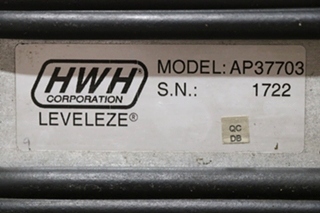 HWH
CORPORATION
LEVELEZE®
MODEL: AP37703
S.N.: 1722
QC
DB